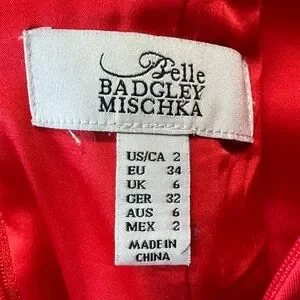 Belle
BADGLEY
MISCHKA
US/CA 2
EU 34
UK 6
GER 32
AUS 6
MEX 2
MADE IN
CHINA